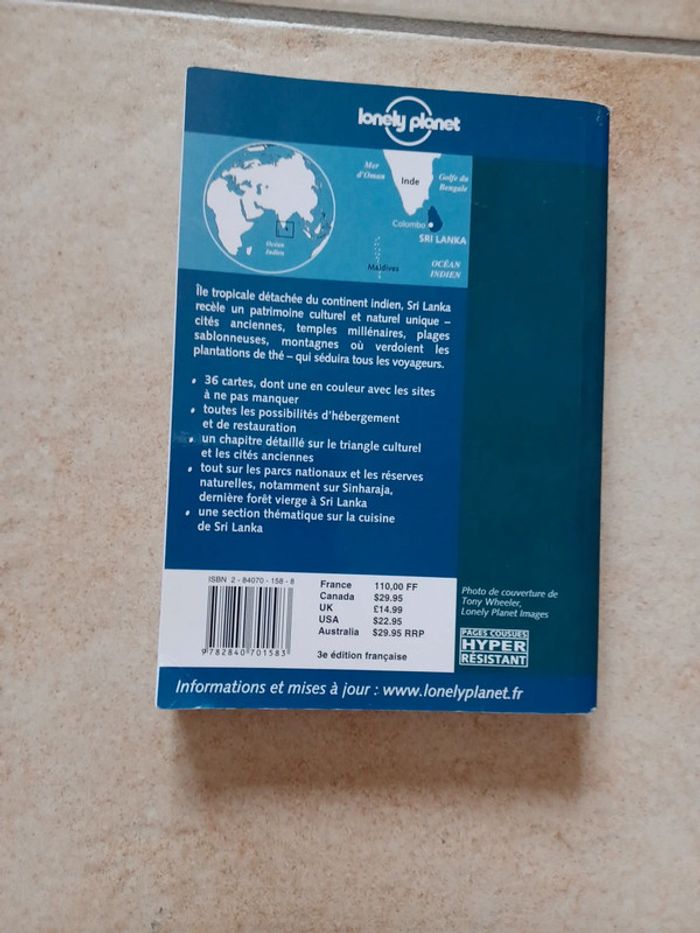 lonely planet
Mer
d'Oman
Inde
Golfe du
Bengale
Colombo
SRI LANKA
Océan
Indien
Maldives
OCÉAN
INDIEN
Île tropicale détachée du continent indien, Sri Lanka
recèle un patrimoine culturel et naturel unique –
cités anciennes, temples millénaires, plages
sablonneuses, montagnes où verdoient les
plantations de thé – qui séduira tous les voyageurs.
• 36 cartes, dont une en couleur avec les sites
à ne pas manquer
• toutes les possibilités d'hébergement
et de restauration
• un chapitre détaillé sur le triangle culturel
et les cités anciennes
• tout sur les parcs nationaux et les réserves
naturelles, notamment sur Sinharaja,
dernière forêt vierge à Sri Lanka
• une section thématique sur la cuisine
de Sri Lanka
ISBN 2 - 84070 - 158 - 8
9 782840 701583
France 110,00 FF
Canada $29.95
UK £14.99
USA $22.95
Australia $29.95 RRP
3e édition française
Photo de couverture de
Tony Wheeler,
Lonely Planet Images
PAGES COUSUES
HYPER
RÉSISTANT
Informations et mises à jour : www.lonelyplanet.fr